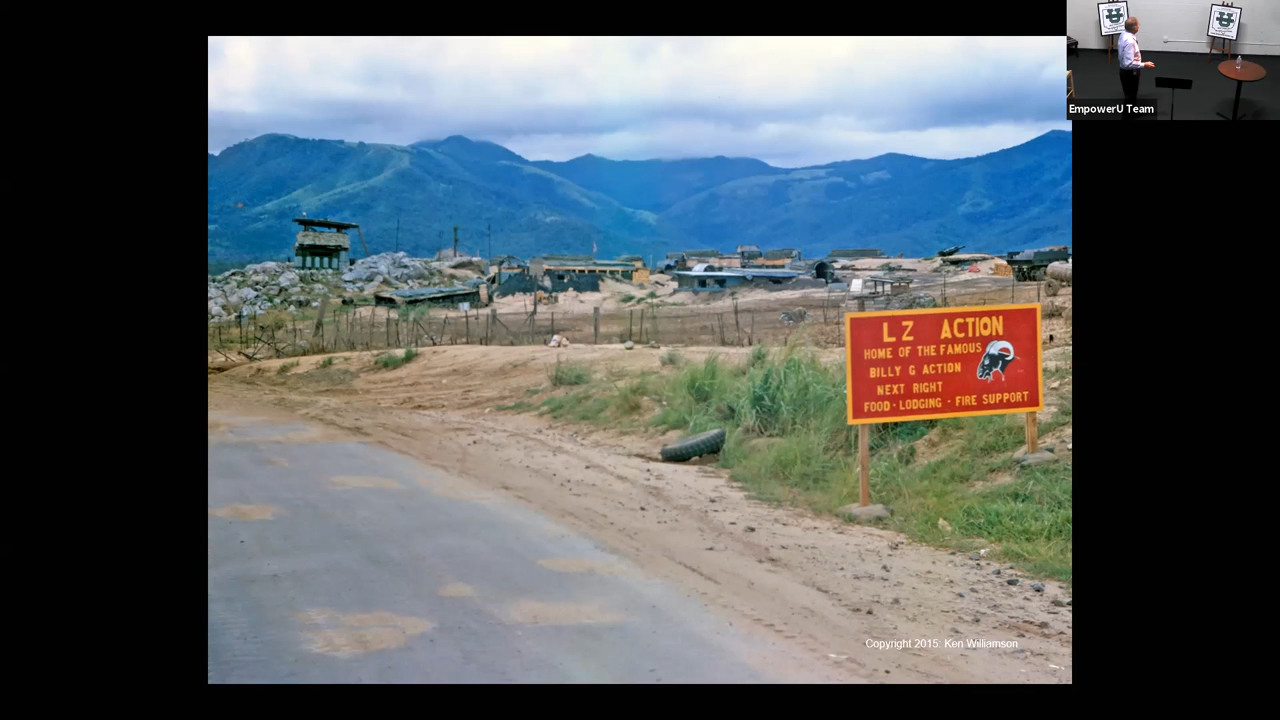 EmpowerU Team
LZ ACTION
HOME OF THE FAMOUS
BILLY G ACTION
NEXT RIGHT
FOOD · LODGING · FIRE SUPPORT
Copyright 2015: Ken Williamson